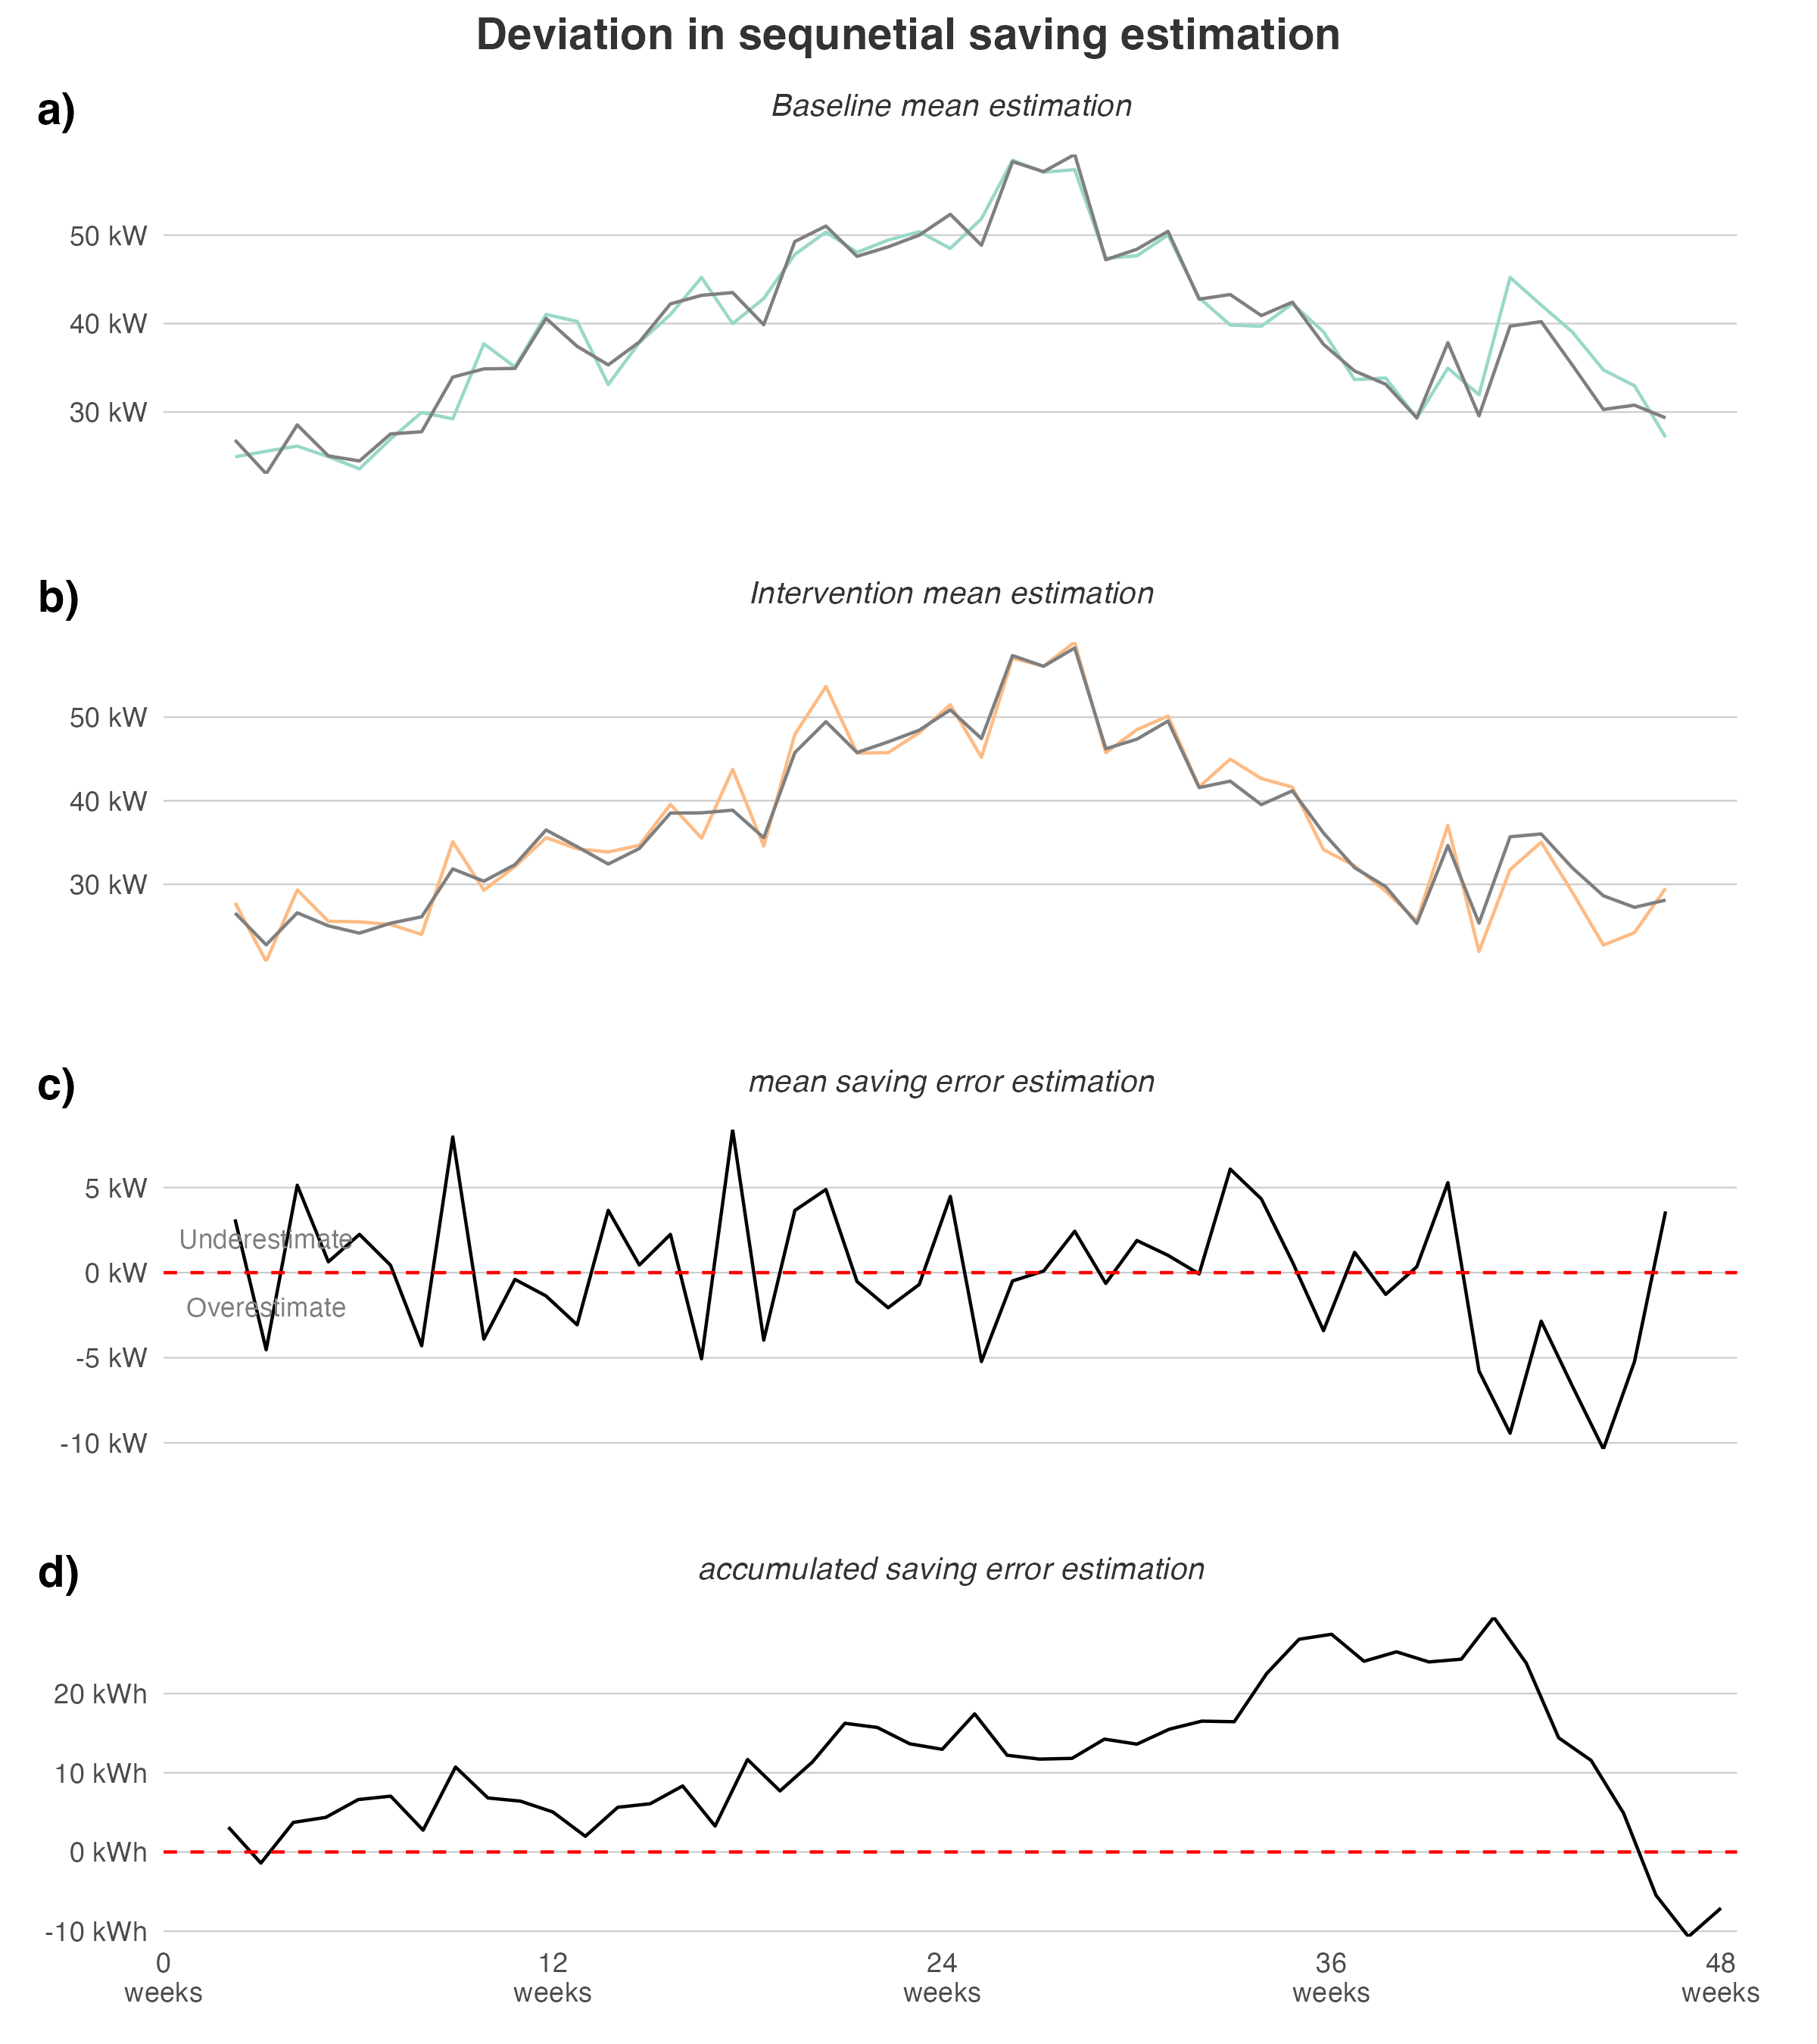 Deviation in sequnetial saving estimation
a)
Baseline mean estimation
50 kW
40 kW
30 kW
b)
Intervention mean estimation
50 kW
40 kW
30 kW
c)
mean saving error estimation
5 kW
Underestimate
0 kW
Overestimate
-5 kW
-10 kW
d)
accumulated saving error estimation
20 kWh
10 kWh
0 kWh
-10 kWh
0 12 24 36 48
weeks weeks weeks weeks weeks